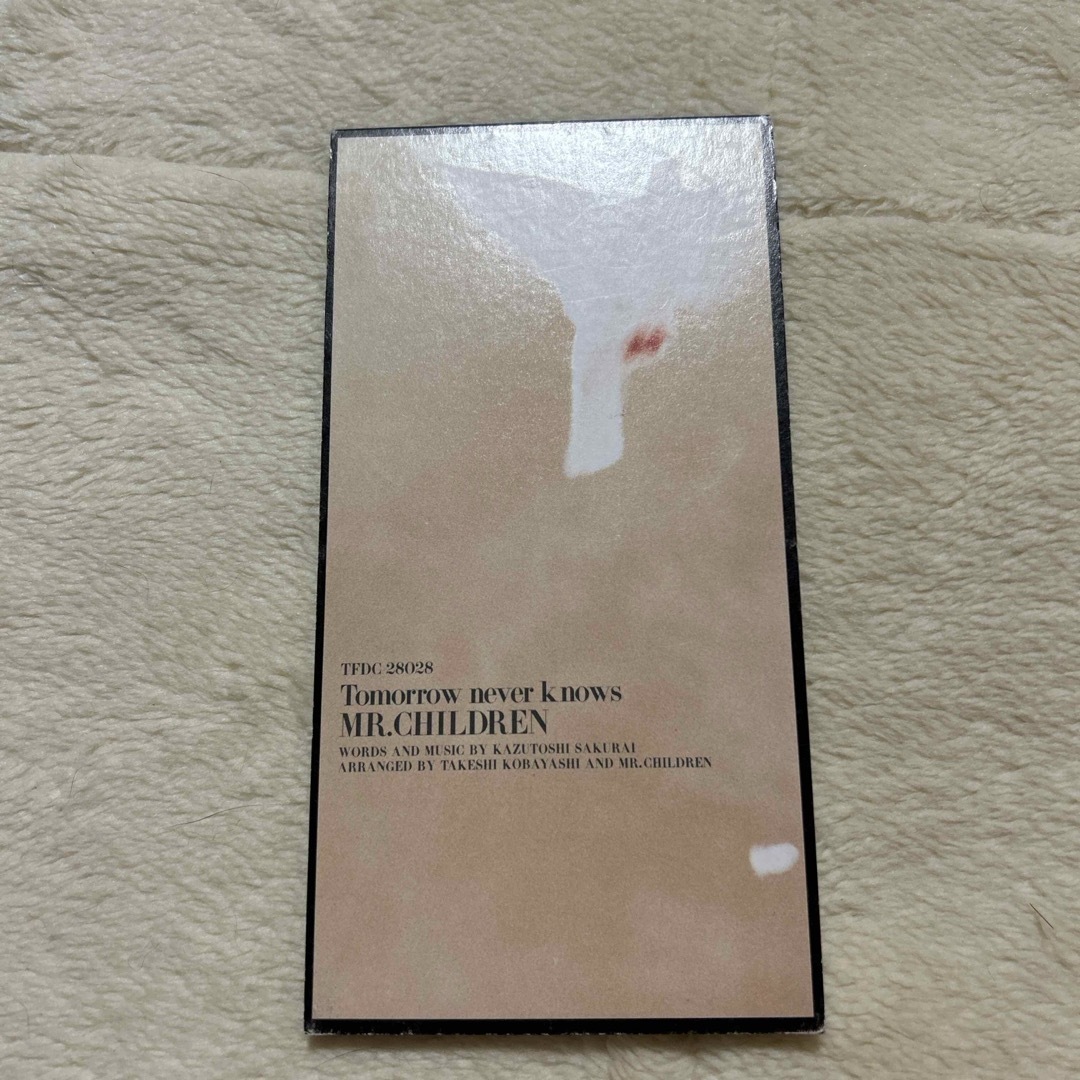 TFDC 28028
Tomorrow never knows
MR.CHILDREN
WORDS AND MUSIC BY KAZUTOSHI SAKURAI
ARRANGED BY TAKESHI KOBAYASHI AND MR.CHILDREN